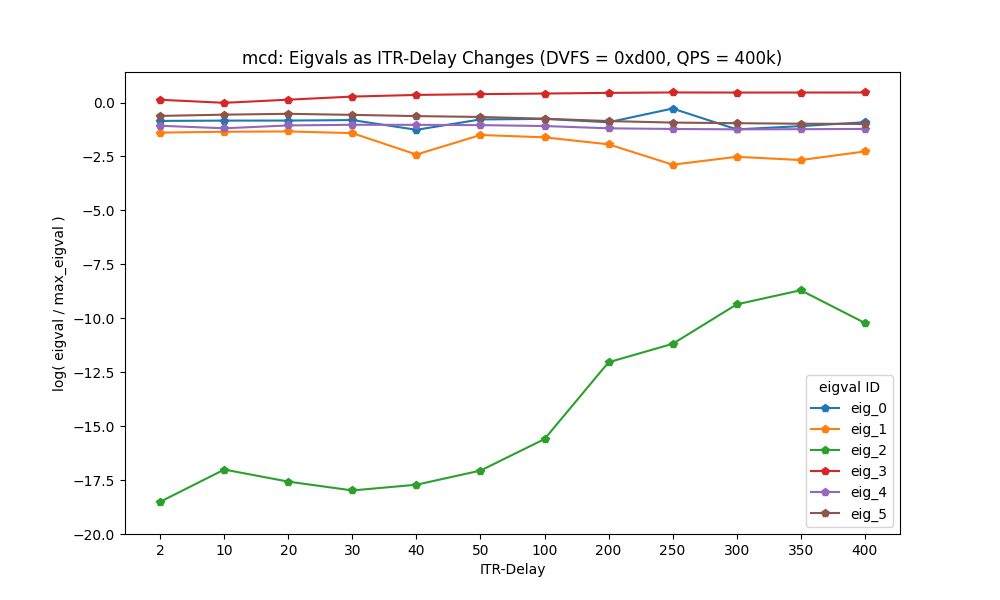 mcd: Eigvals as ITR-Delay Changes (DVFS = 0xd00, QPS = 400k)
log( eigval / max_eigval )
0.0
−2.5
−5.0
−7.5
−10.0
−12.5
−15.0
−17.5
−20.0
eigval ID
eig_0
eig_1
eig_2
eig_3
eig_4
eig_5
2 10 20 30 40 50 100 200 250 300 350 400
ITR-Delay